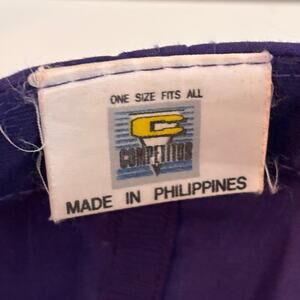 ONE SIZE FITS ALL
C
COMPETITOR
MADE IN PHILIPPINES